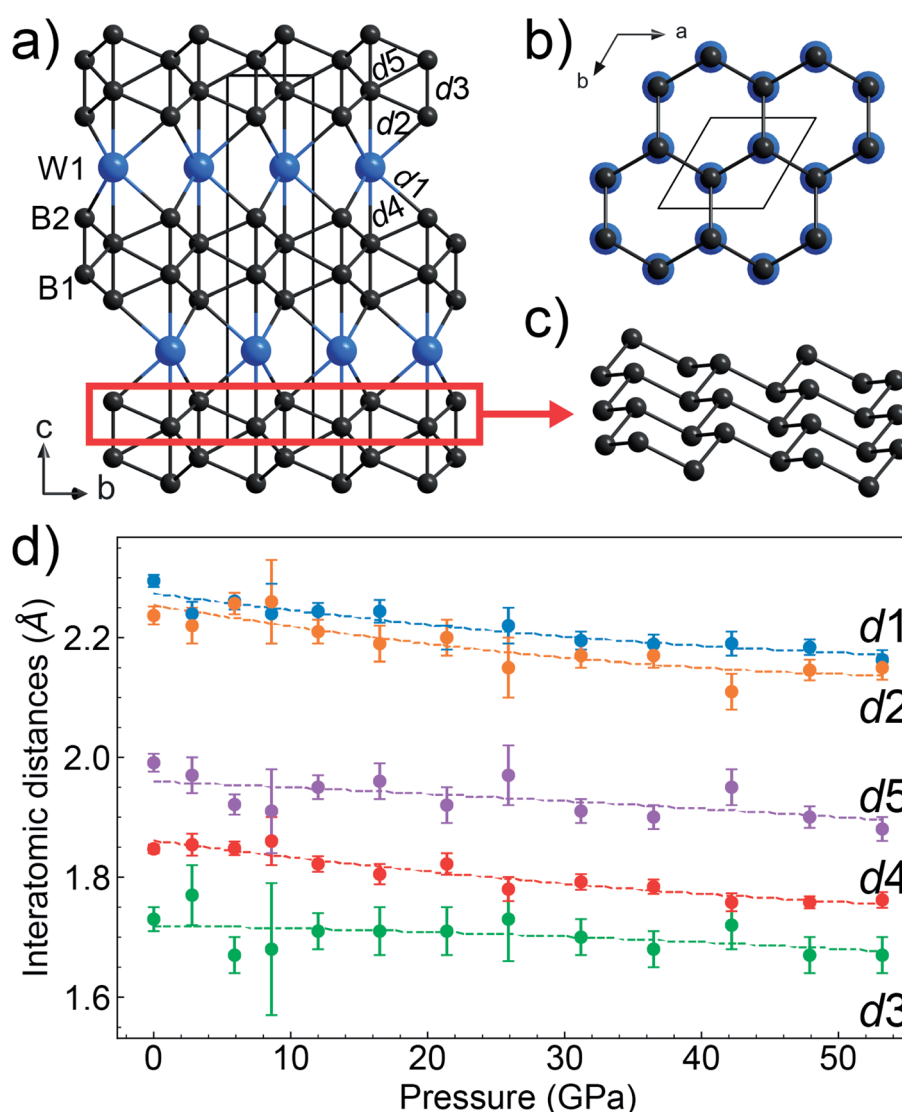 a)
d5
d3
d2
W1
d1
B2
d4
B1
c
b
b)
a
b
c)
d)
Interatomic distances (Å)
2.2
2.0
1.8
1.6
d1
d2
d5
d4
d3
0 10 20 30 40 50
Pressure (GPa)